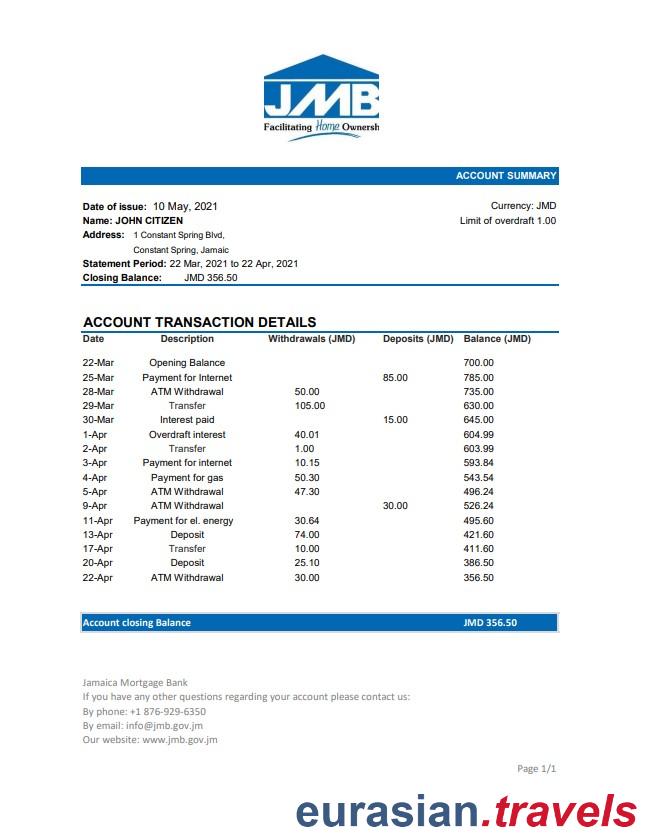 JMB
Facilitating Home Ownersh
ACCOUNT SUMMARY
Date of issue: 10 May, 2021 Currency: JMD
Name: JOHN CITIZEN Limit of overdraft 1.00
Address: 1 Constant Spring Blvd,
Constant Spring, Jamaic
Statement Period: 22 Mar, 2021 to 22 Apr, 2021
Closing Balance: JMD 356.50
ACCOUNT TRANSACTION DETAILS
Date Description Withdrawals (JMD) Deposits (JMD) Balance (JMD)
22-Mar Opening Balance 700.00
25-Mar Payment for Internet 85.00 785.00
28-Mar ATM Withdrawal 50.00 735.00
29-Mar Transfer 105.00 630.00
30-Mar Interest paid 15.00 645.00
1-Apr Overdraft interest 40.01 604.99
2-Apr Transfer 1.00 603.99
3-Apr Payment for internet 10.15 593.84
4-Apr Payment for gas 50.30 543.54
5-Apr ATM Withdrawal 47.30 496.24
9-Apr ATM Withdrawal 30.00 526.24
11-Apr Payment for el. energy 30.64 495.60
13-Apr Deposit 74.00 421.60
17-Apr Transfer 10.00 411.60
20-Apr Deposit 25.10 386.50
22-Apr ATM Withdrawal 30.00 356.50
Account closing Balance JMD 356.50
Jamaica Mortgage Bank
If you have any other questions regarding your account please contact us:
By phone: +1 876-929-6350
By email: info@jmb.gov.jm
Our website: www.jmb.gov.jm
Page 1/1
eurasian.travels